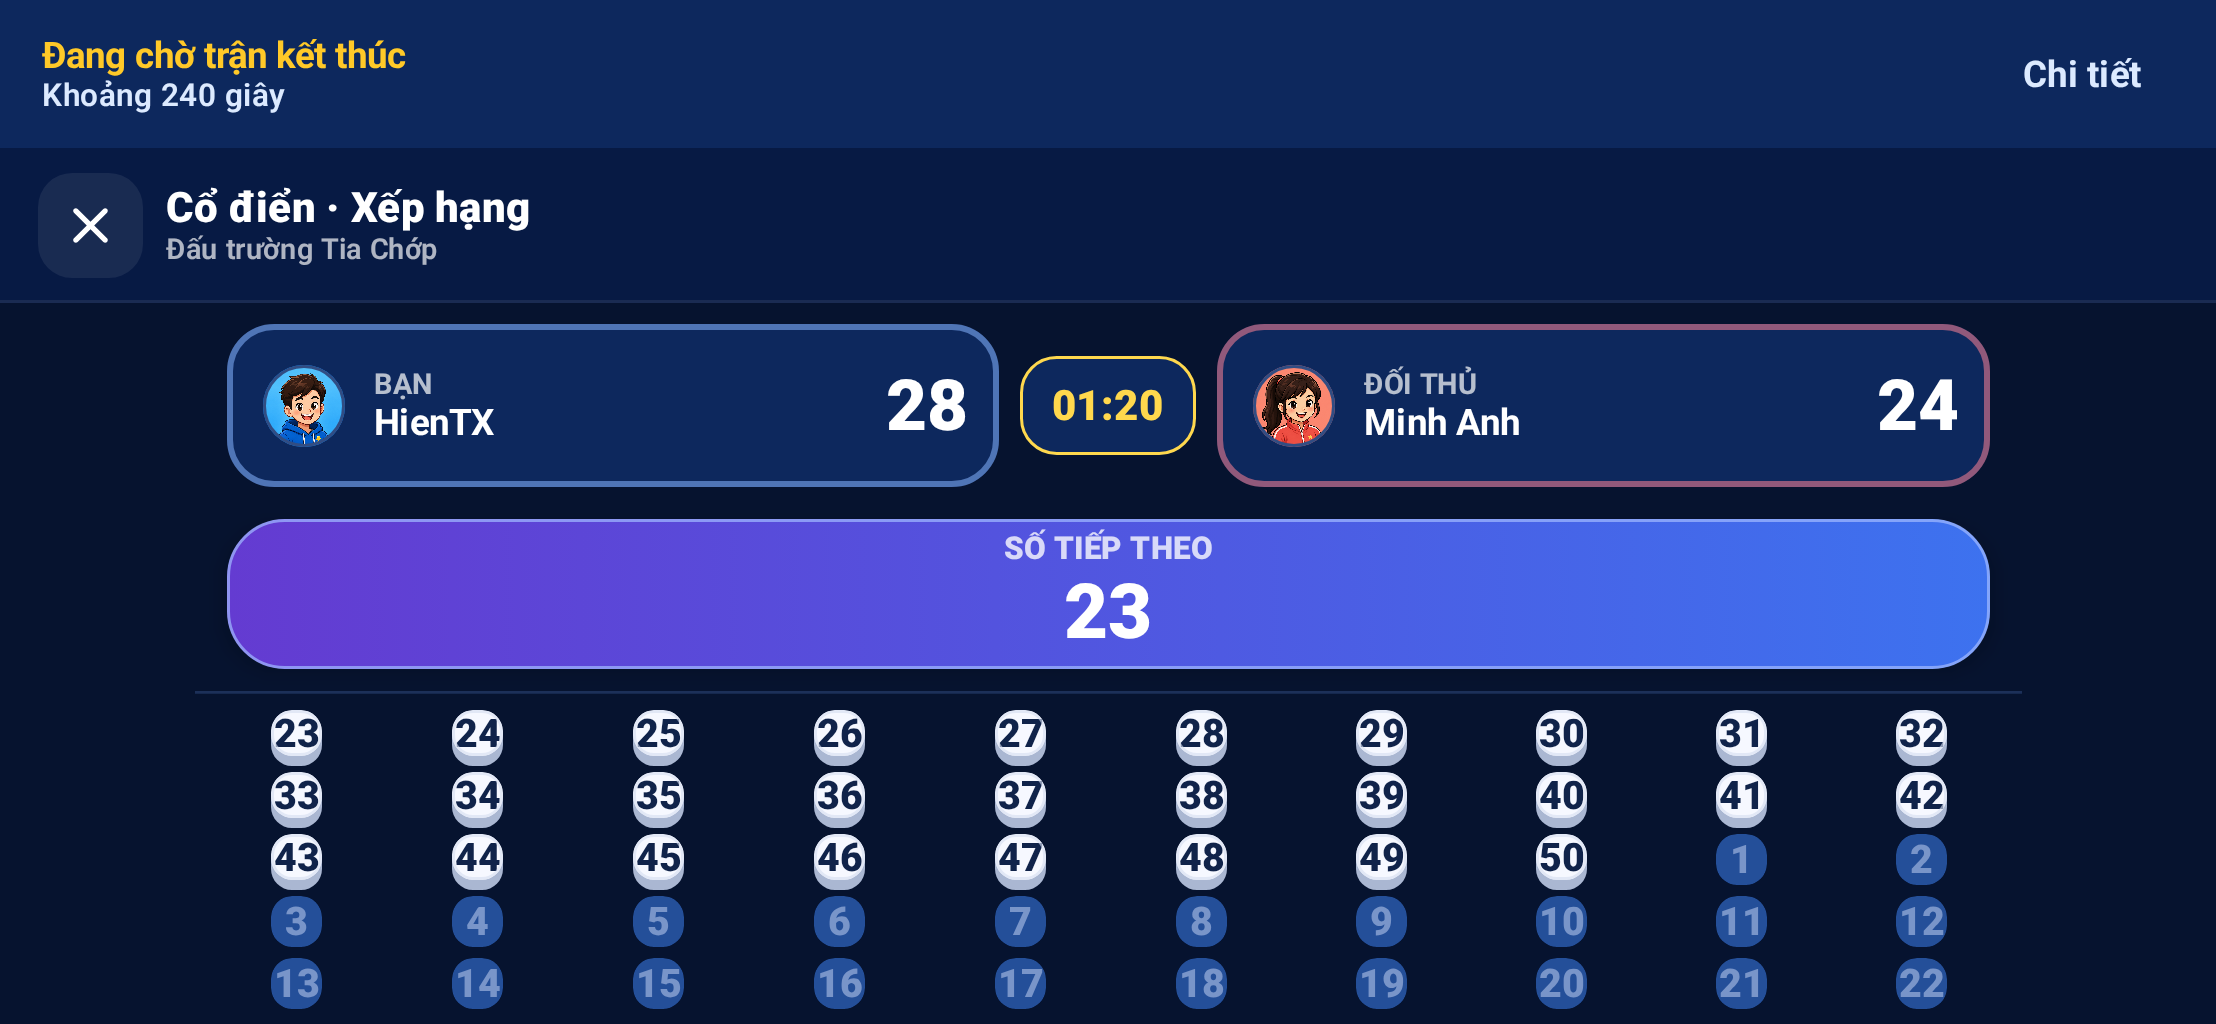 Đang chờ trận kết thúc
Khoảng 240 giây
Chi tiết
Cổ điển · Xếp hạng
Đấu trường Tia Chớp
BẠN
HienTX
28
01:20
ĐỐI THỦ
Minh Anh
24
SỐ TIẾP THEO
23
23 24 25 26 27 28 29 30 31 32
33 34 35 36 37 38 39 40 41 42
43 44 45 46 47 48 49 50 1 2
3 4 5 6 7 8 9 10 11 12
13 14 15 16 17 18 19 20 21 22